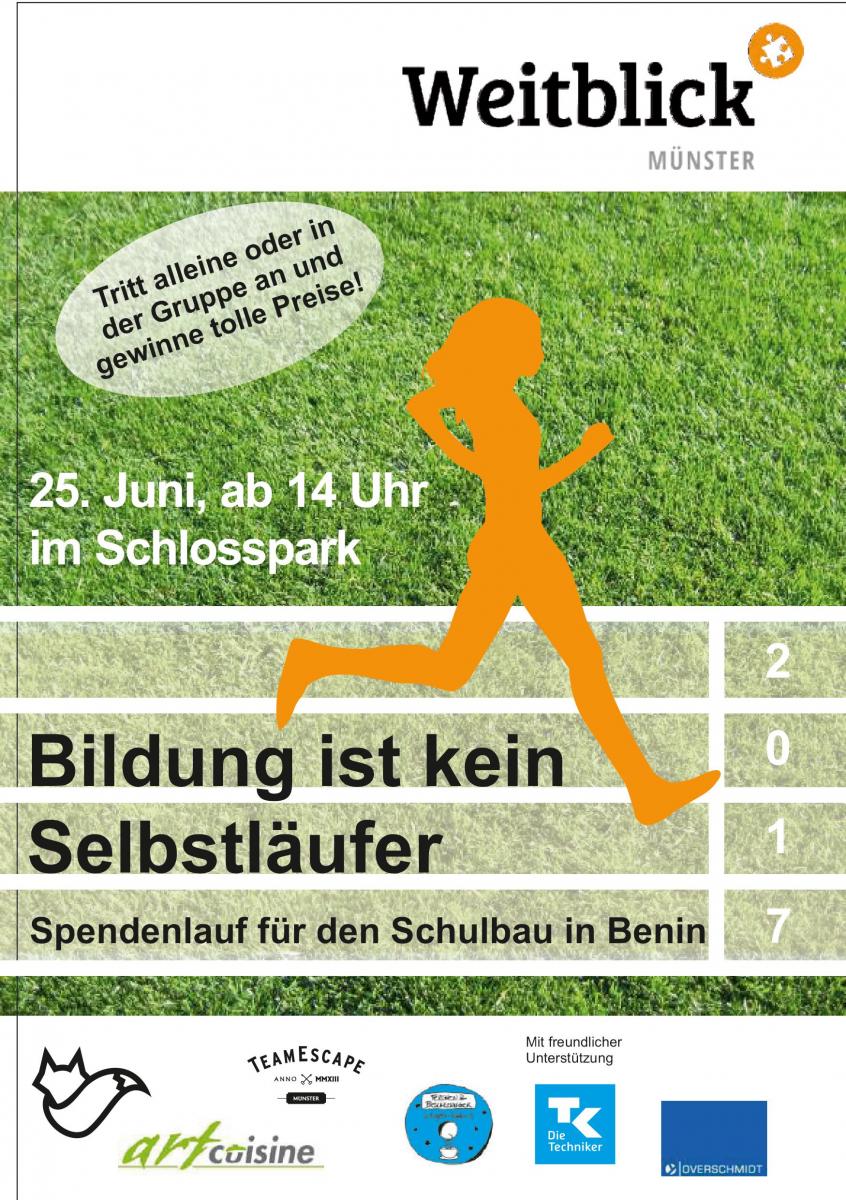 Weitblick
MÜNSTER
Tritt alleine oder in
der Gruppe an und
gewinne tolle Preise!
25. Juni, ab 14 Uhr
im Schlosspark
2
0
1
7
Bildung ist kein
Selbstläufer
Spendenlauf für den Schulbau in Benin
Mit freundlicher
Unterstützung
TEAMESCAPE
ANNO MMXIII
MÜNSTER
artcuisine
TK
Die
Techniker
OVERSCHMIDT